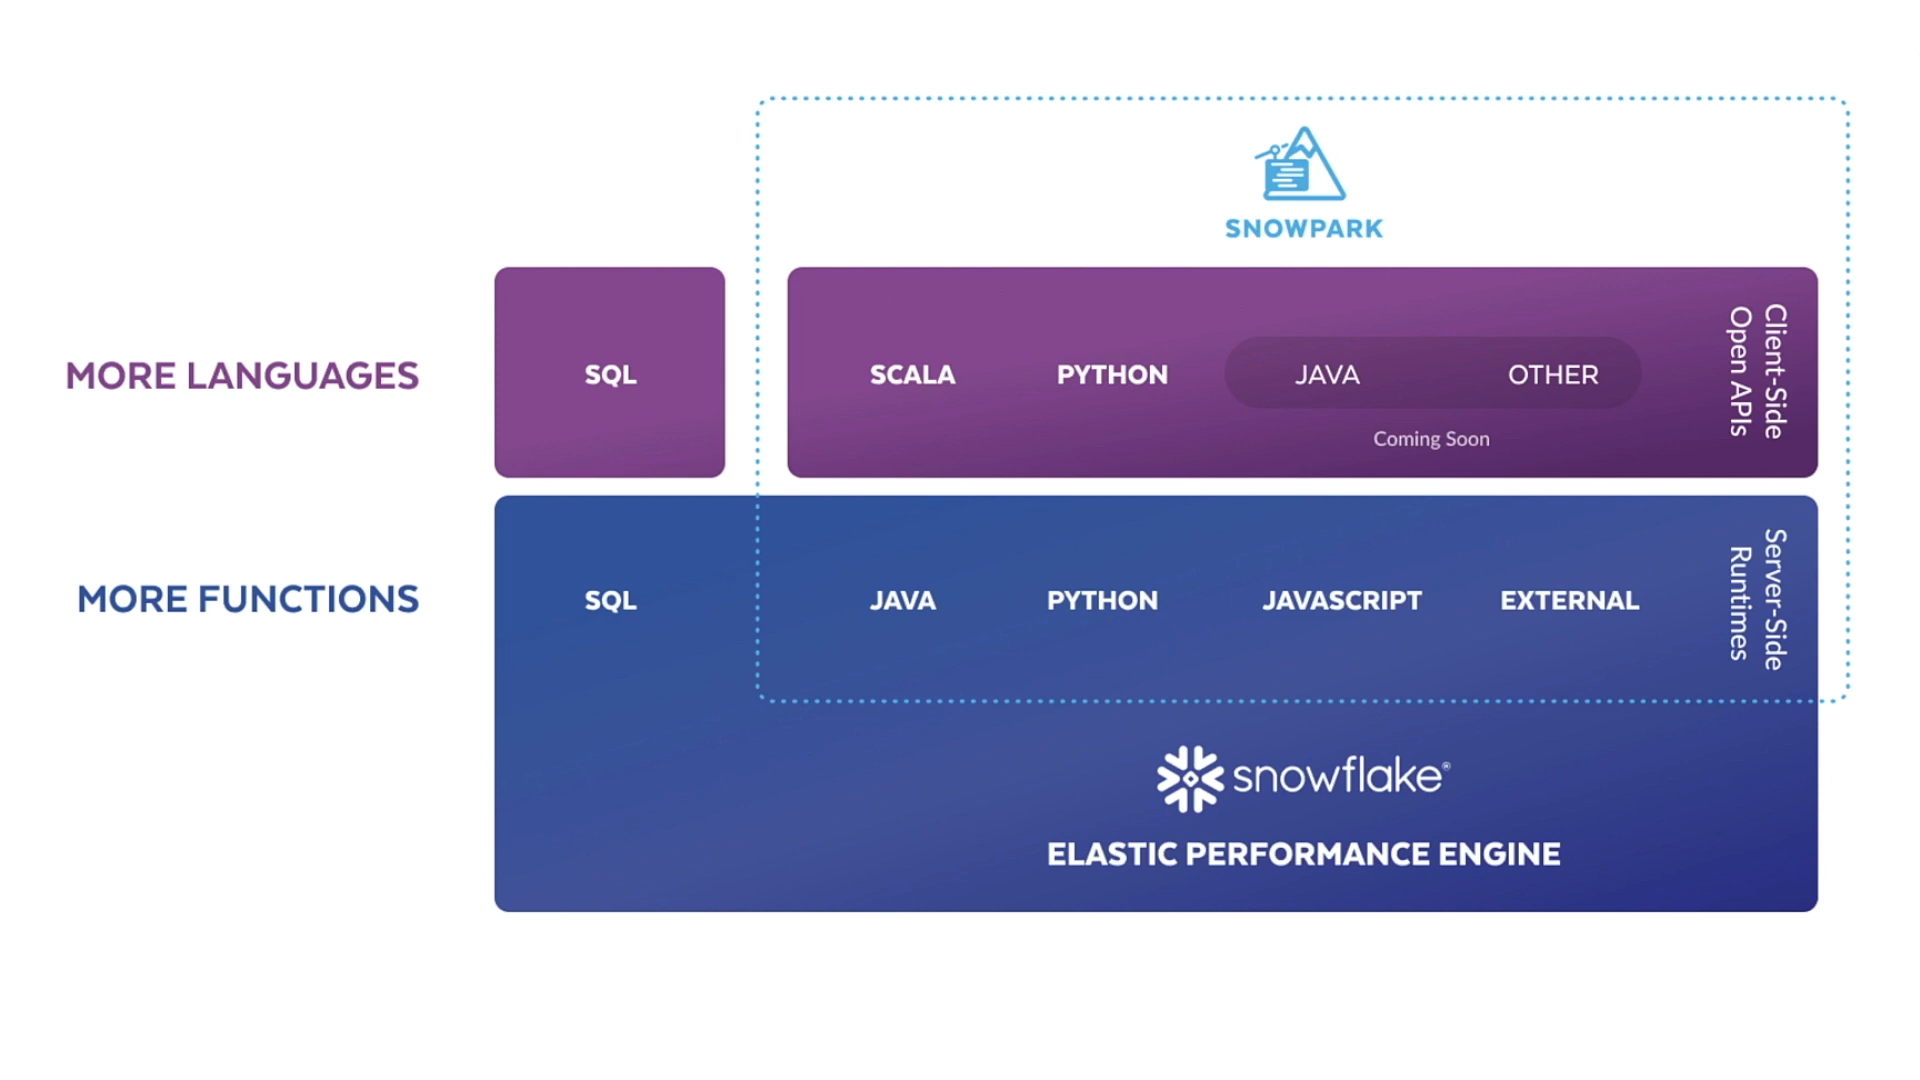 SNOWPARK
MORE LANGUAGES
SQL
SCALA PYTHON JAVA OTHER
Coming Soon
Client-Side
Open APIs
MORE FUNCTIONS
SQL JAVA PYTHON JAVASCRIPT EXTERNAL
Server-Side
Runtimes
snowflake®
ELASTIC PERFORMANCE ENGINE